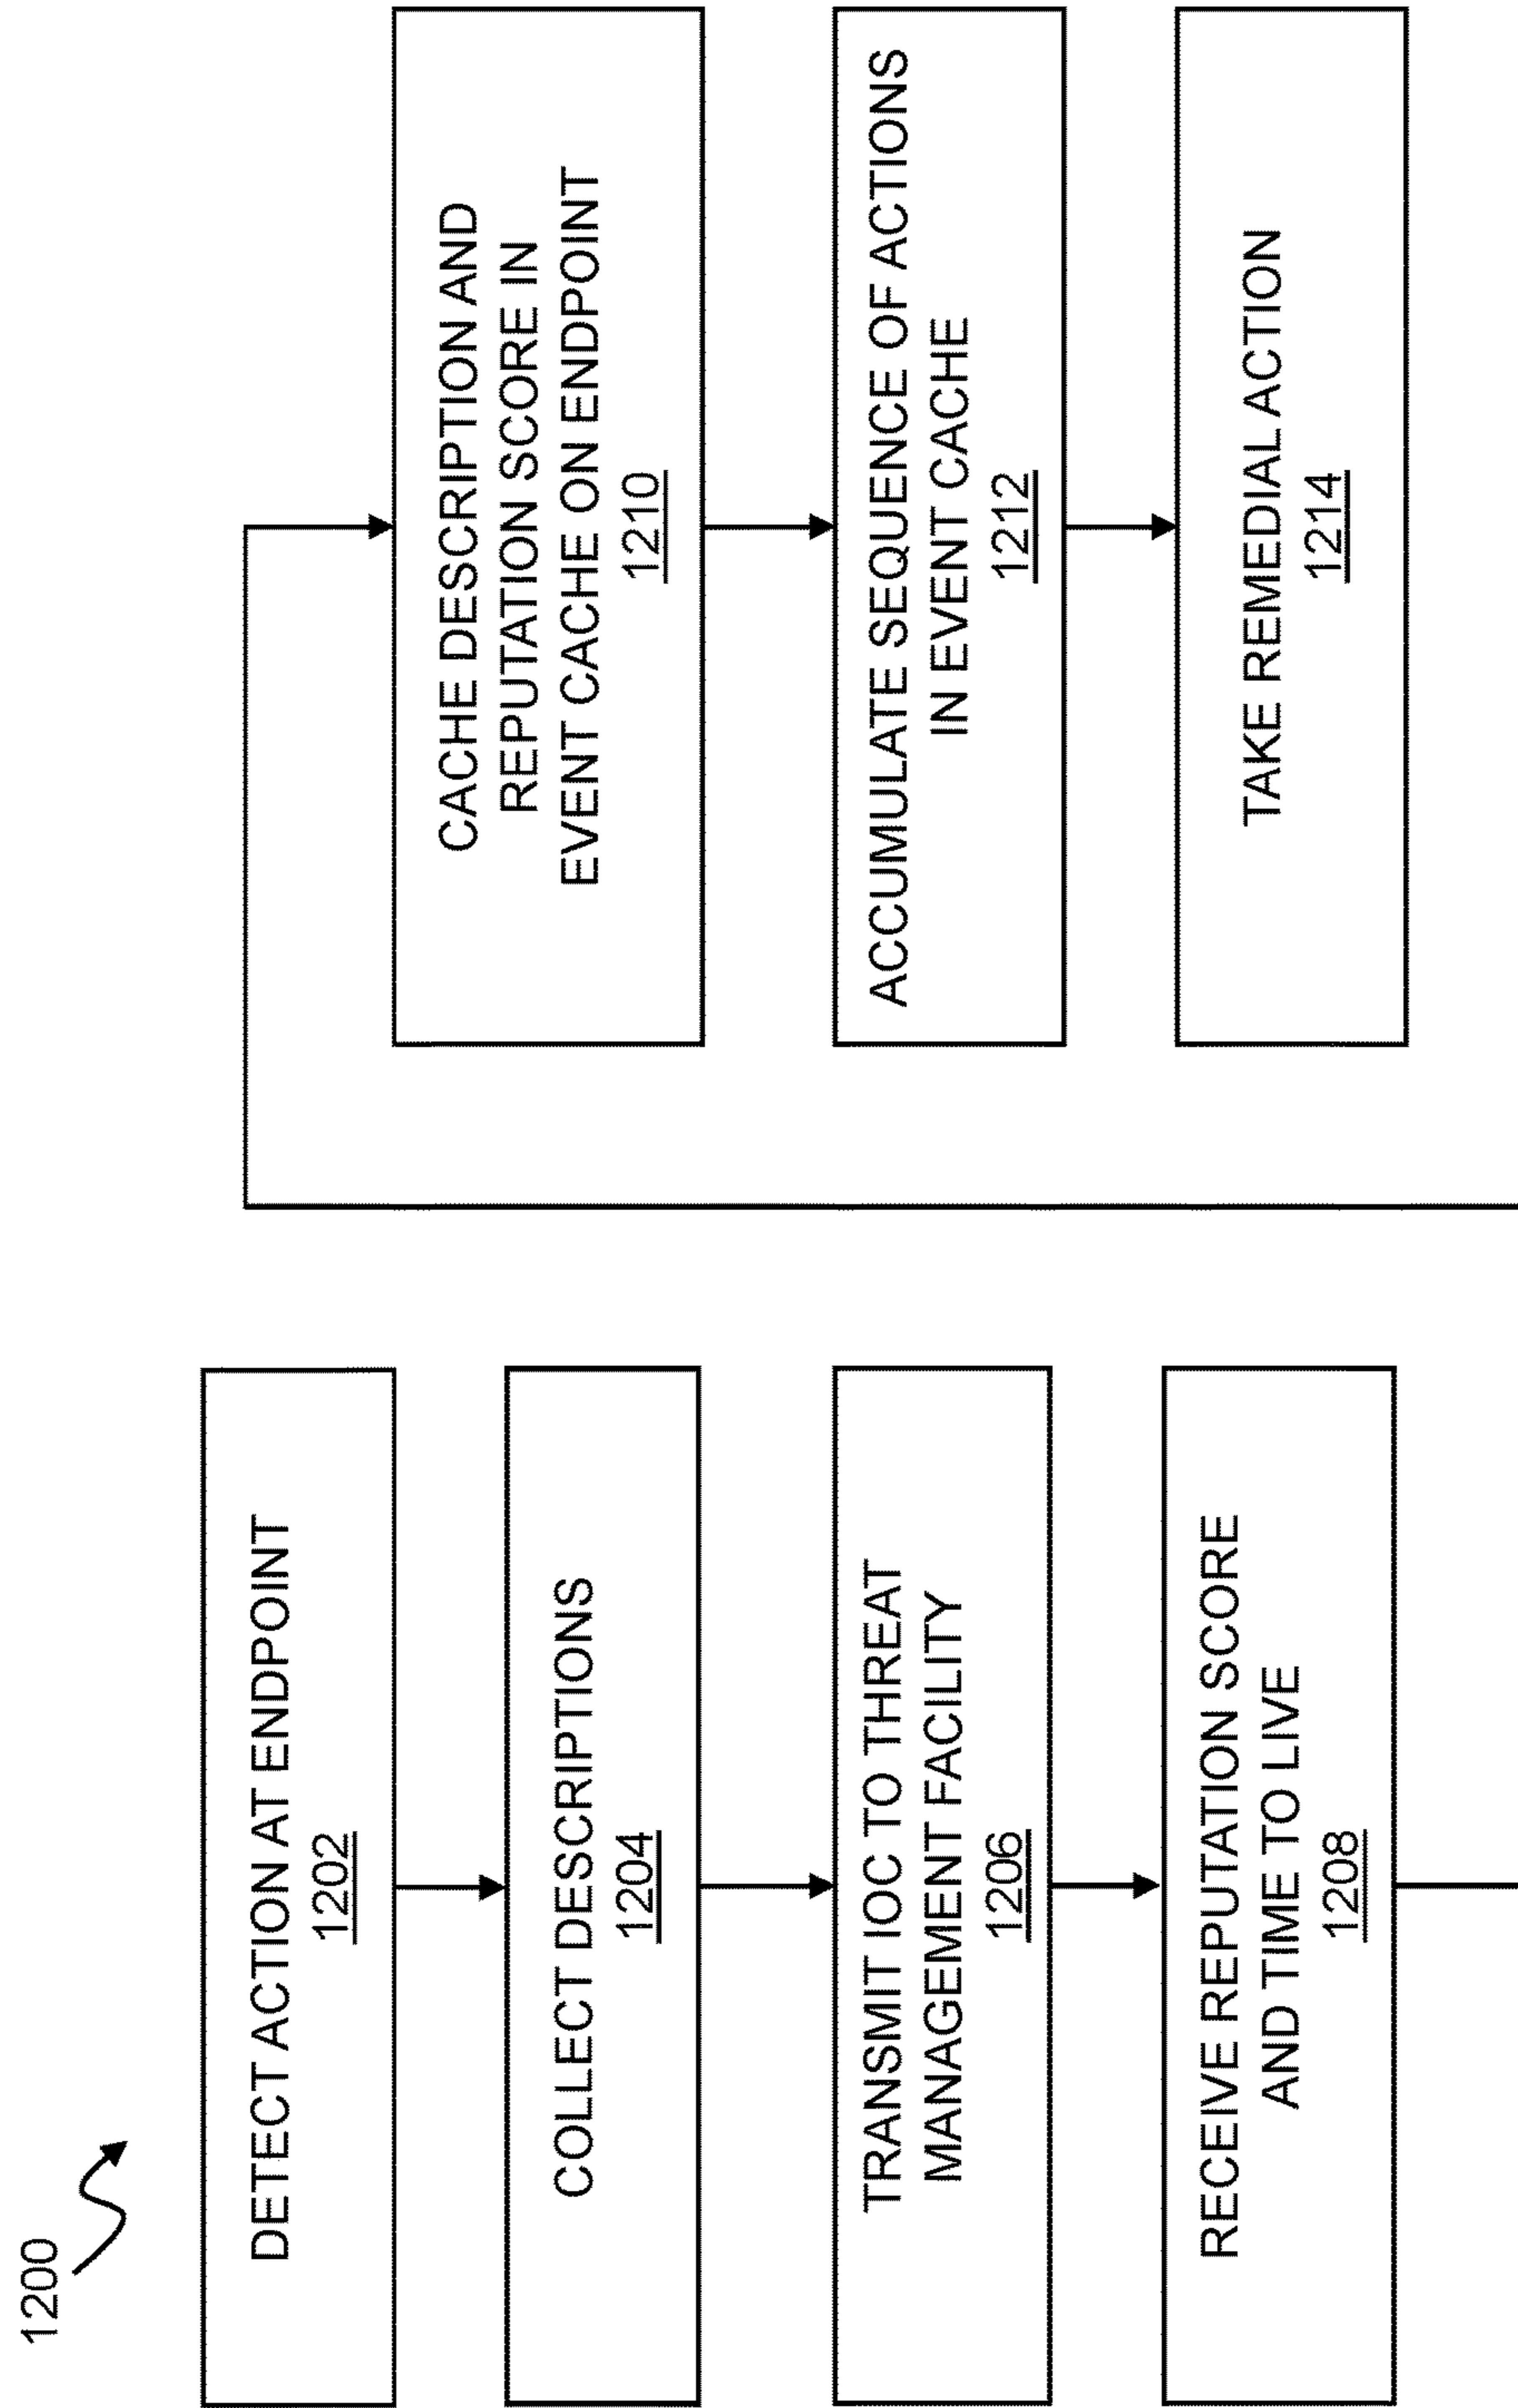 1200
DETECT ACTION AT ENDPOINT
1202
COLLECT DESCRIPTIONS
1204
TRANSMIT IOC TO THREAT
MANAGEMENT FACILITY
1206
RECEIVE REPUTATION SCORE
AND TIME TO LIVE
1208
CACHE DESCRIPTION AND
REPUTATION SCORE IN
EVENT CACHE ON ENDPOINT
1210
ACCUMULATE SEQUENCE OF ACTIONS
IN EVENT CACHE
1212
TAKE REMEDIAL ACTION
1214